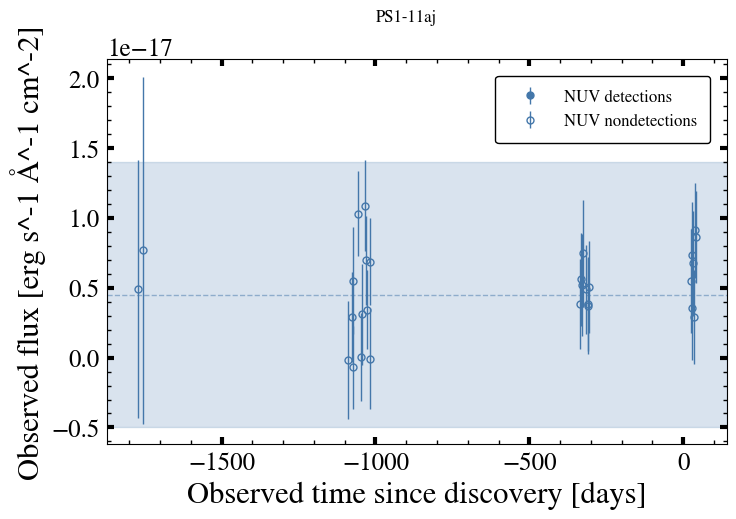 PS1-11aj
1e−17
Observed flux [erg s^-1 Å^-1 cm^-2]
2.0
1.5
1.0
0.5
0.0
−0.5
NUV detections
NUV nondetections
−1500
−1000
−500
0
Observed time since discovery [days]